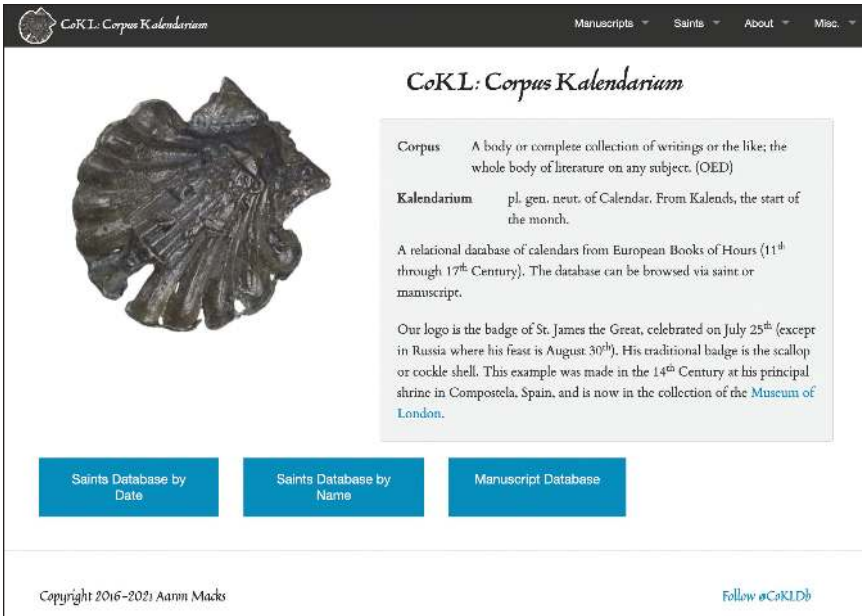 CoKL: Corpus Kalendarium
Manuscripts
Saints
About
Misc.
CoKL: Corpus Kalendarium
Corpus A body or complete collection of writings or the like; the
whole body of literature on any subject. (OED)
Kalendarium pl. gen. neut. of Calendar. From Kalends, the start of
the month.
A relational database of calendars from European Books of Hours (11th
through 17th Century). The database can be browsed via saint or
manuscript.
Our logo is the badge of St. James the Great, celebrated on July 25th (except
in Russia where his feast is August 30th). His traditional badge is the scallop
or cockle shell. This example was made in the 14th Century at his principal
shrine in Compostela, Spain, and is now in the collection of the Museum of
London.
Saints Database by
Date
Saints Database by
Name
Manuscript Database
Copyright 2016-2021 Aaron Macks
Follow @CoKLDb